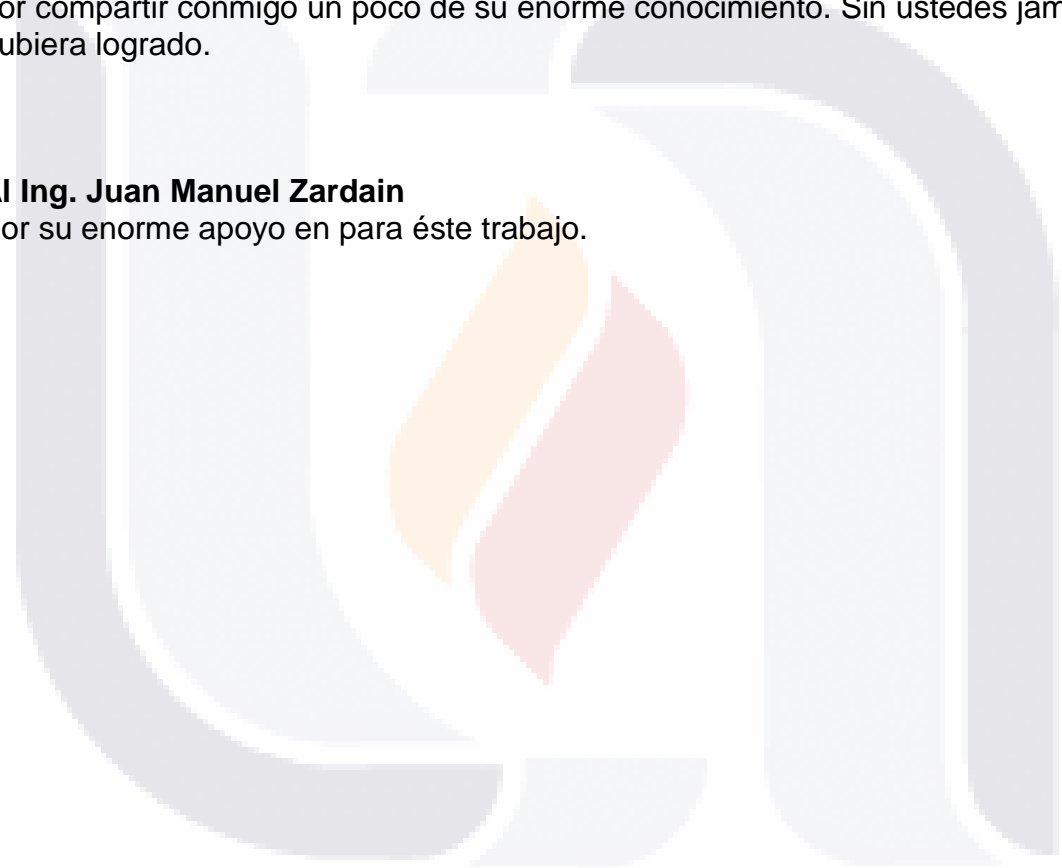 or compartir conmigo un poco de su enorme conocimiento. Sin ustedes jam
ubiera logrado.
Al Ing. Juan Manuel Zardain
or su enorme apoyo en para éste trabajo.